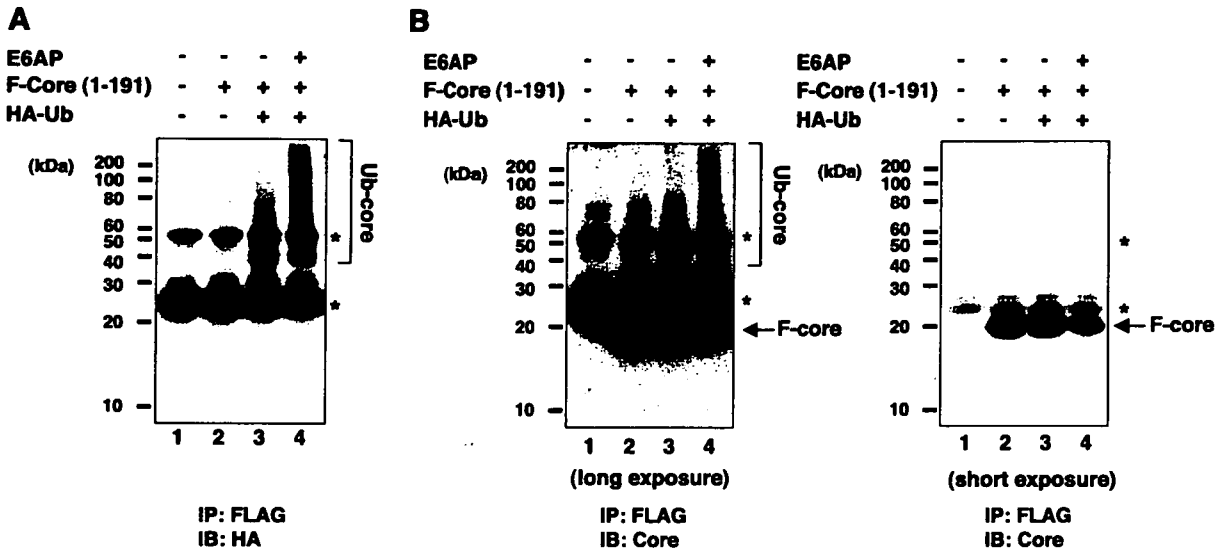 A
E6AP - - - +
F-Core (1-191) - + + +
HA-Ub - - + +
(kDa)
200
100
80
60
50
40
30
20
10
Ub-core
*
*
1 2 3 4
IP: FLAG
IB: HA
B
E6AP - - - +
F-Core (1-191) - + + +
HA-Ub - - + +
(kDa)
200
100
80
60
50
40
30
20
10
Ub-core
*
*
F-core
1 2 3 4
(long exposure)
IP: FLAG
IB: Core
E6AP - - - +
F-Core (1-191) - + + +
HA-Ub - - + +
(kDa)
200
100
80
60
50
40
30
20
10
*
*
F-core
1 2 3 4
(short exposure)
IP: FLAG
IB: Core